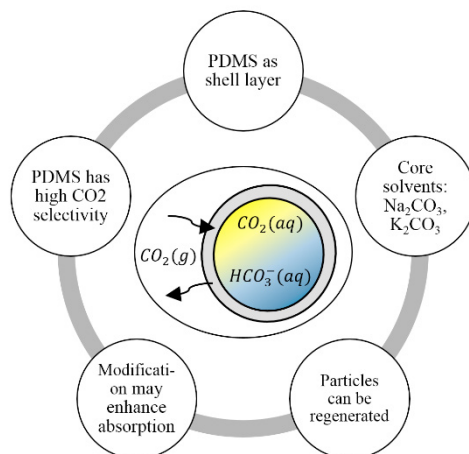 PDMS as
shell layer
PDMS has
high CO2
selectivity
Core
solvents:
Na₂CO₃,
K₂CO₃
CO₂(aq)
CO₂(g)
HCO₃⁻(aq)
Modificati-
on may
enhance
absorption
Particles
can be
regenerated